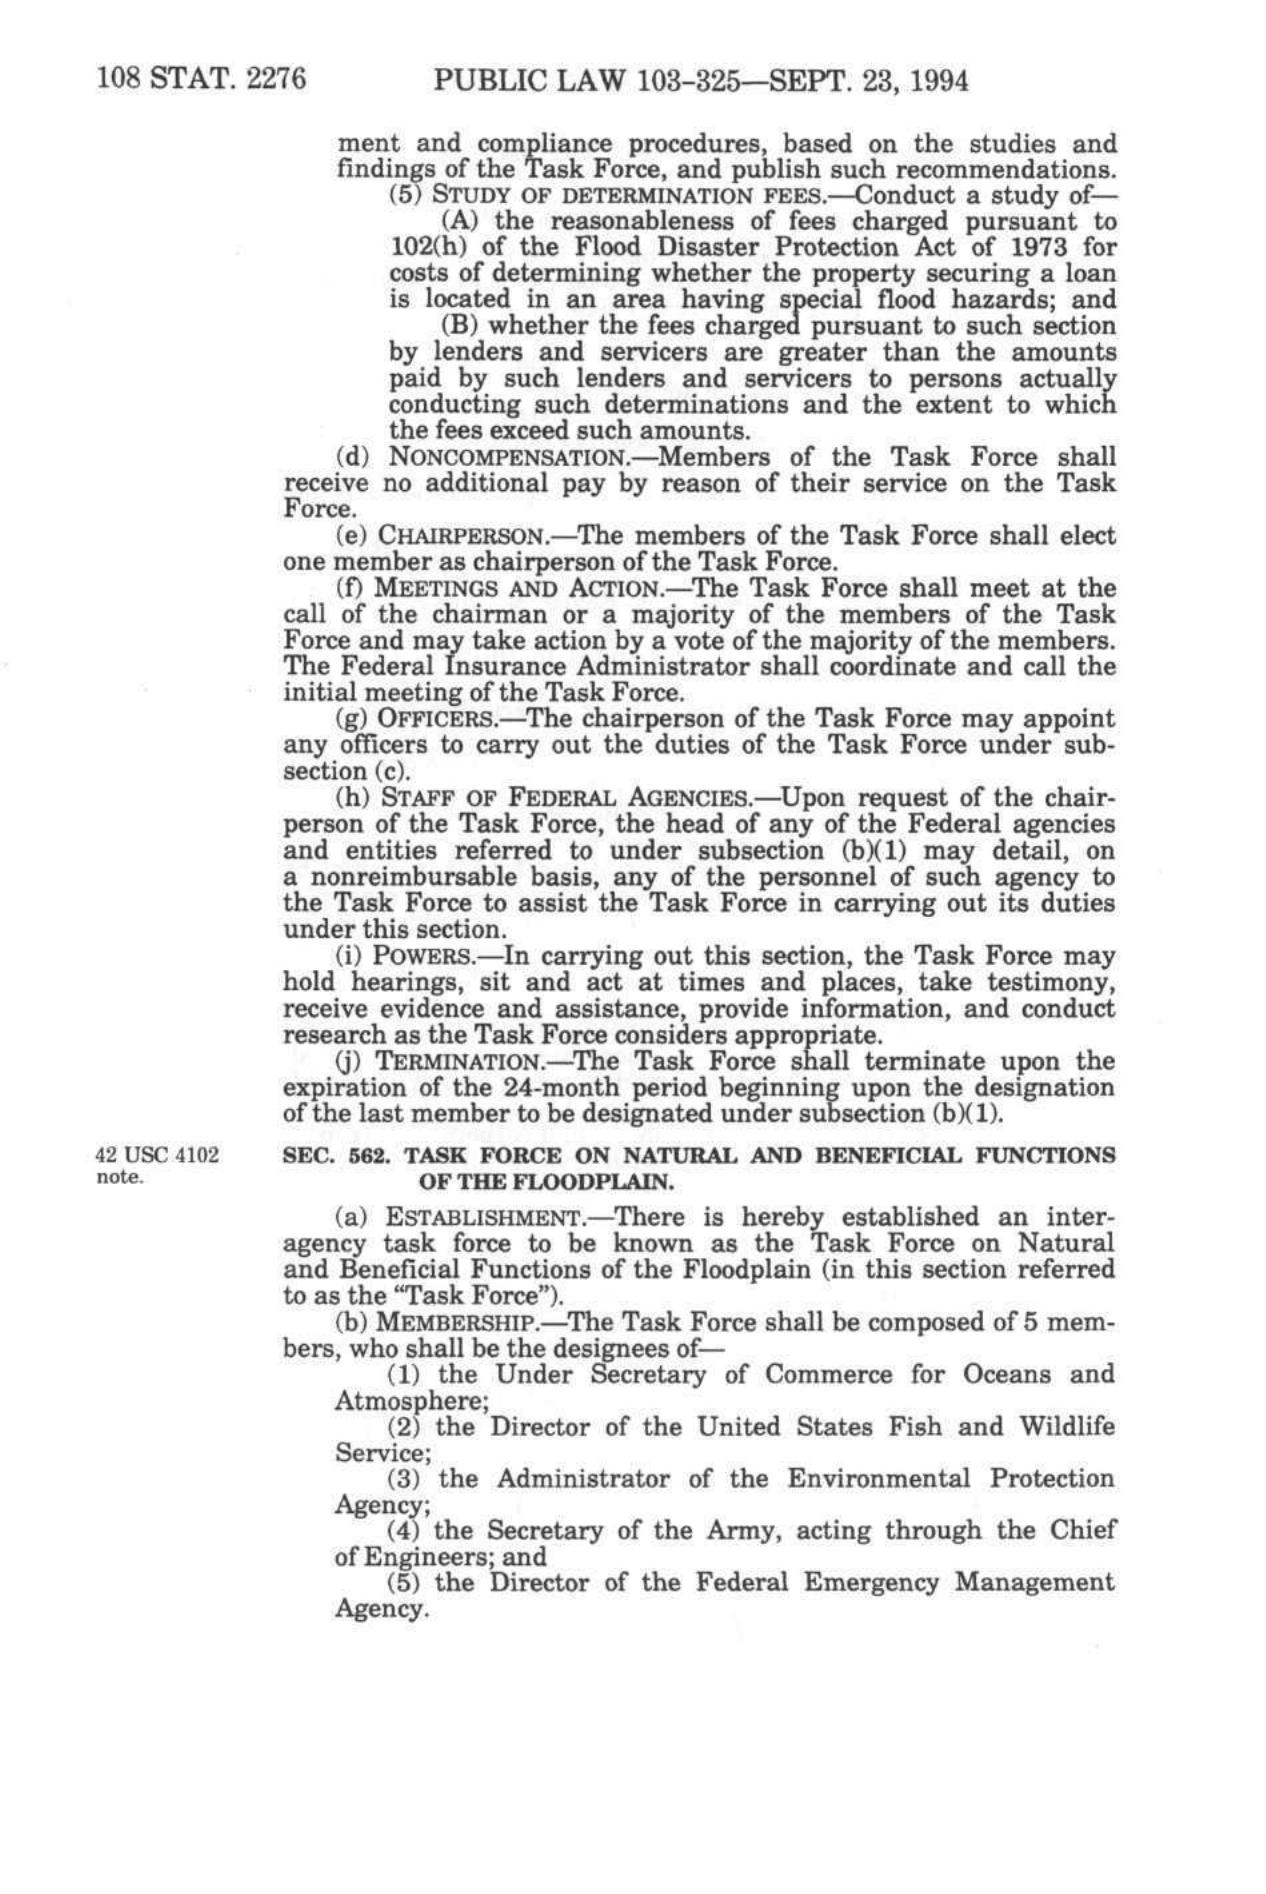 108 STAT. 2276 PUBLIC LAW 103-325—SEPT. 23, 1994
ment and compliance procedures, based on the studies and
findings of the Task Force, and publish such recommendations.
(5) STUDY OF DETERMINATION FEES.—Conduct a study of—
(A) the reasonableness of fees charged pursuant to
102(h) of the Flood Disaster Protection Act of 1973 for
costs of determining whether the property securing a loan
is located in an area having special flood hazards; and
(B) whether the fees charged pursuant to such section
by lenders and servicers are greater than the amounts
paid by such lenders and servicers to persons actually
conducting such determinations and the extent to which
the fees exceed such amounts.
(d) NONCOMPENSATION.—Members of the Task Force shall
receive no additional pay by reason of their service on the Task
Force.
(e) CHAIRPERSON.—The members of the Task Force shall elect
one member as chairperson of the Task Force.
(f) MEETINGS AND ACTION.—The Task Force shall meet at the
call of the chairman or a majority of the members of the Task
Force and may take action by a vote of the majority of the members.
The Federal Insurance Administrator shall coordinate and call the
initial meeting of the Task Force.
(g) OFFICERS.—The chairperson of the Task Force may appoint
any officers to carry out the duties of the Task Force under sub-
section (c).
(h) STAFF OF FEDERAL AGENCIES.—Upon request of the chair-
person of the Task Force, the head of any of the Federal agencies
and entities referred to under subsection (b)(1) may detail, on
a nonreimbursable basis, any of the personnel of such agency to
the Task Force to assist the Task Force in carrying out its duties
under this section.
(i) POWERS.—In carrying out this section, the Task Force may
hold hearings, sit and act at times and places, take testimony,
receive evidence and assistance, provide information, and conduct
research as the Task Force considers appropriate.
(j) TERMINATION.—The Task Force shall terminate upon the
expiration of the 24-month period beginning upon the designation
of the last member to be designated under subsection (b)(1).
42 USC 4102
note.
SEC. 562. TASK FORCE ON NATURAL AND BENEFICIAL FUNCTIONS
OF THE FLOODPLAIN.
(a) ESTABLISHMENT.—There is hereby established an inter-
agency task force to be known as the Task Force on Natural
and Beneficial Functions of the Floodplain (in this section referred
to as the “Task Force”).
(b) MEMBERSHIP.—The Task Force shall be composed of 5 mem-
bers, who shall be the designees of—
(1) the Under Secretary of Commerce for Oceans and
Atmosphere;
(2) the Director of the United States Fish and Wildlife
Service;
(3) the Administrator of the Environmental Protection
Agency;
(4) the Secretary of the Army, acting through the Chief
of Engineers; and
(5) the Director of the Federal Emergency Management
Agency.